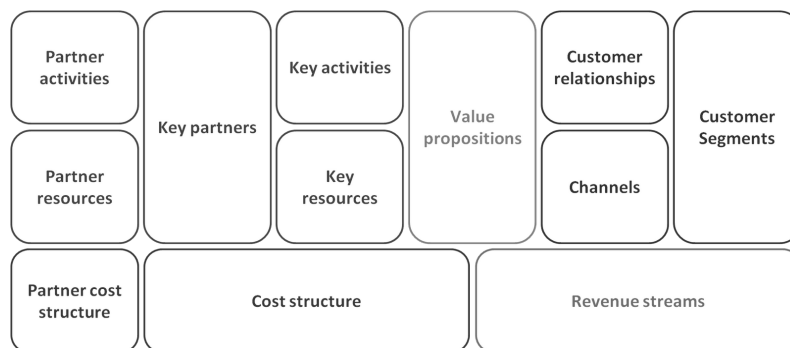 Partner
activities
Key partners
Key activities
Value
propositions
Customer
relationships
Customer
Segments
Partner
resources
Key
resources
Channels
Partner cost
structure
Cost structure
Revenue streams